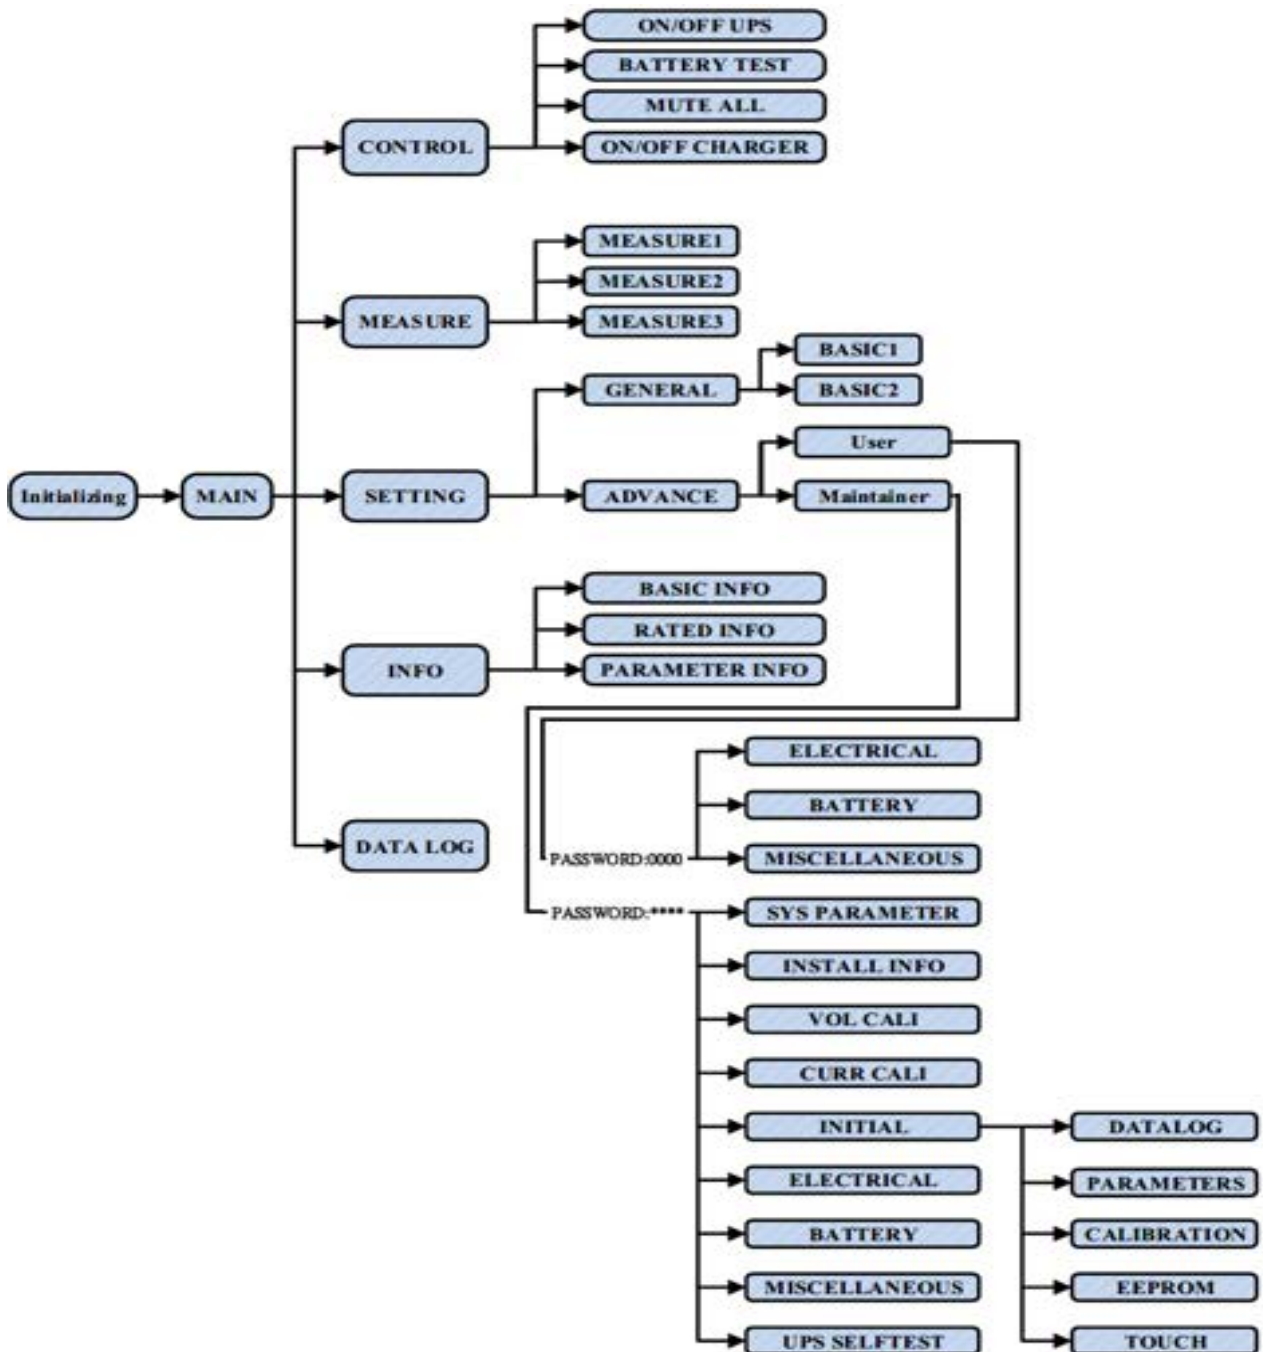 ON/OFF UPS
BATTERY TEST
MUTE ALL
CONTROL
ON/OFF CHARGER
MEASURE1
MEASURE2
MEASURE
MEASURE3
BASIC1
GENERAL
BASIC2
User
Initializing
MAIN
SETTING
ADVANCE
Maintainer
BASIC INFO
RATED INFO
INFO
PARAMETER INFO
ELECTRICAL
BATTERY
DATA LOG
PASSWORD:0000
MISCELLANEOUS
PASSWORD:****
SYS PARAMETER
INSTALL INFO
VOL CALI
CURR CALI
INITIAL
DATALOG
ELECTRICAL
PARAMETERS
BATTERY
CALIBRATION
MISCELLANEOUS
EEPROM
UPS SELFTEST
TOUCH